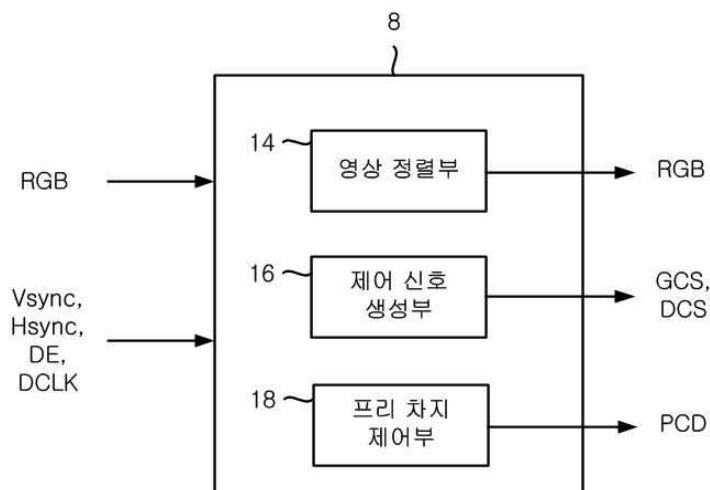 8
14
영상 정렬부
RGB
RGB
16
제어 신호
생성부
GCS,
DCS
Vsync,
Hsync,
DE,
DCLK
18
프리 차지
제어부
PCD